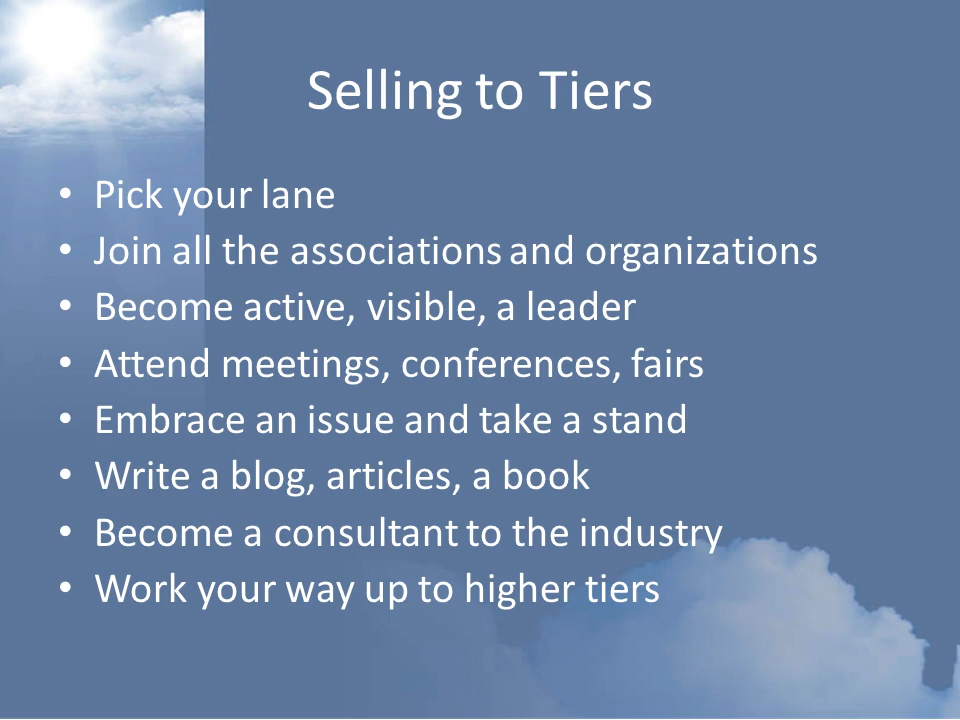 Selling to Tiers
• Pick your lane
• Join all the associations and organizations
• Become active, visible, a leader
• Attend meetings, conferences, fairs
• Embrace an issue and take a stand
• Write a blog, articles, a book
• Become a consultant to the industry
• Work your way up to higher tiers